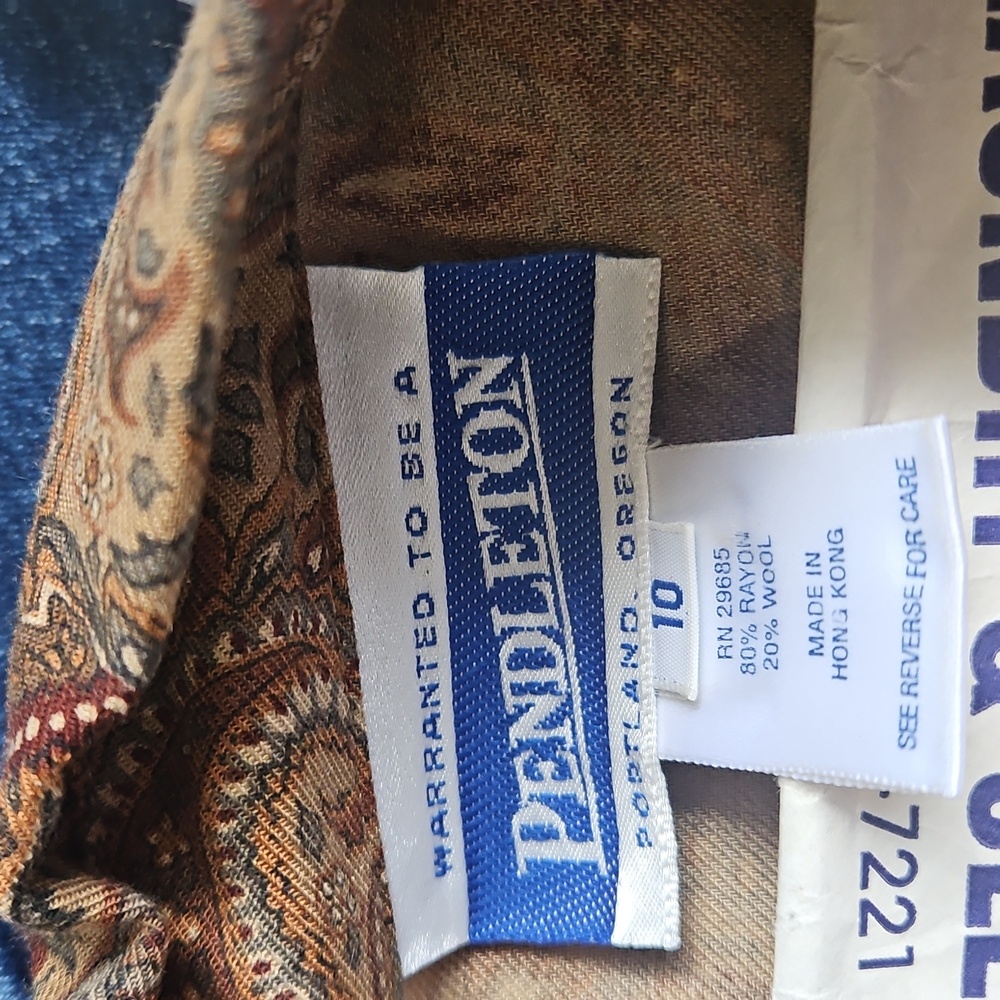 WARRANTED TO BE A
PENDLETON
PORTLAND, OREGON
10
RN 29685
80% RAYON
20% WOOL
MADE IN
HONG KONG
SEE REVERSE FOR CARE
7221